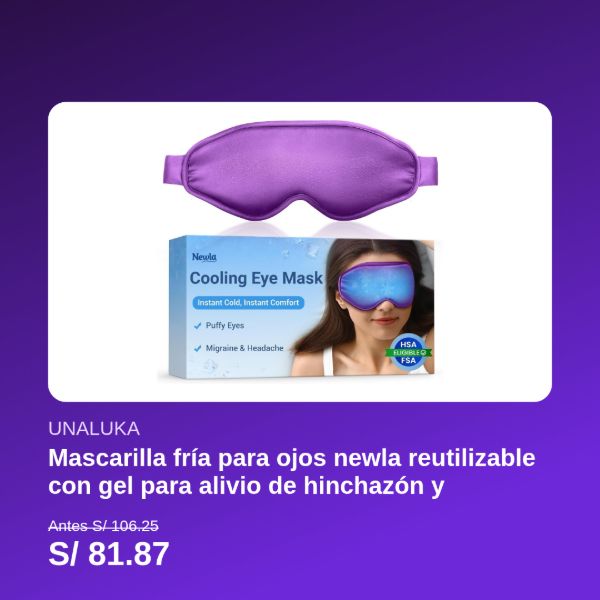 Newla
Cooling Eye Mask
Instant Cold, Instant Comfort
✓ Puffy Eyes
✓ Migraine & Headache
HSA
ELIGIBLE
FSA
UNALUKA
Mascarilla fría para ojos newla reutilizable
con gel para alivio de hinchazón y
Antes S/ 106.25
S/ 81.87